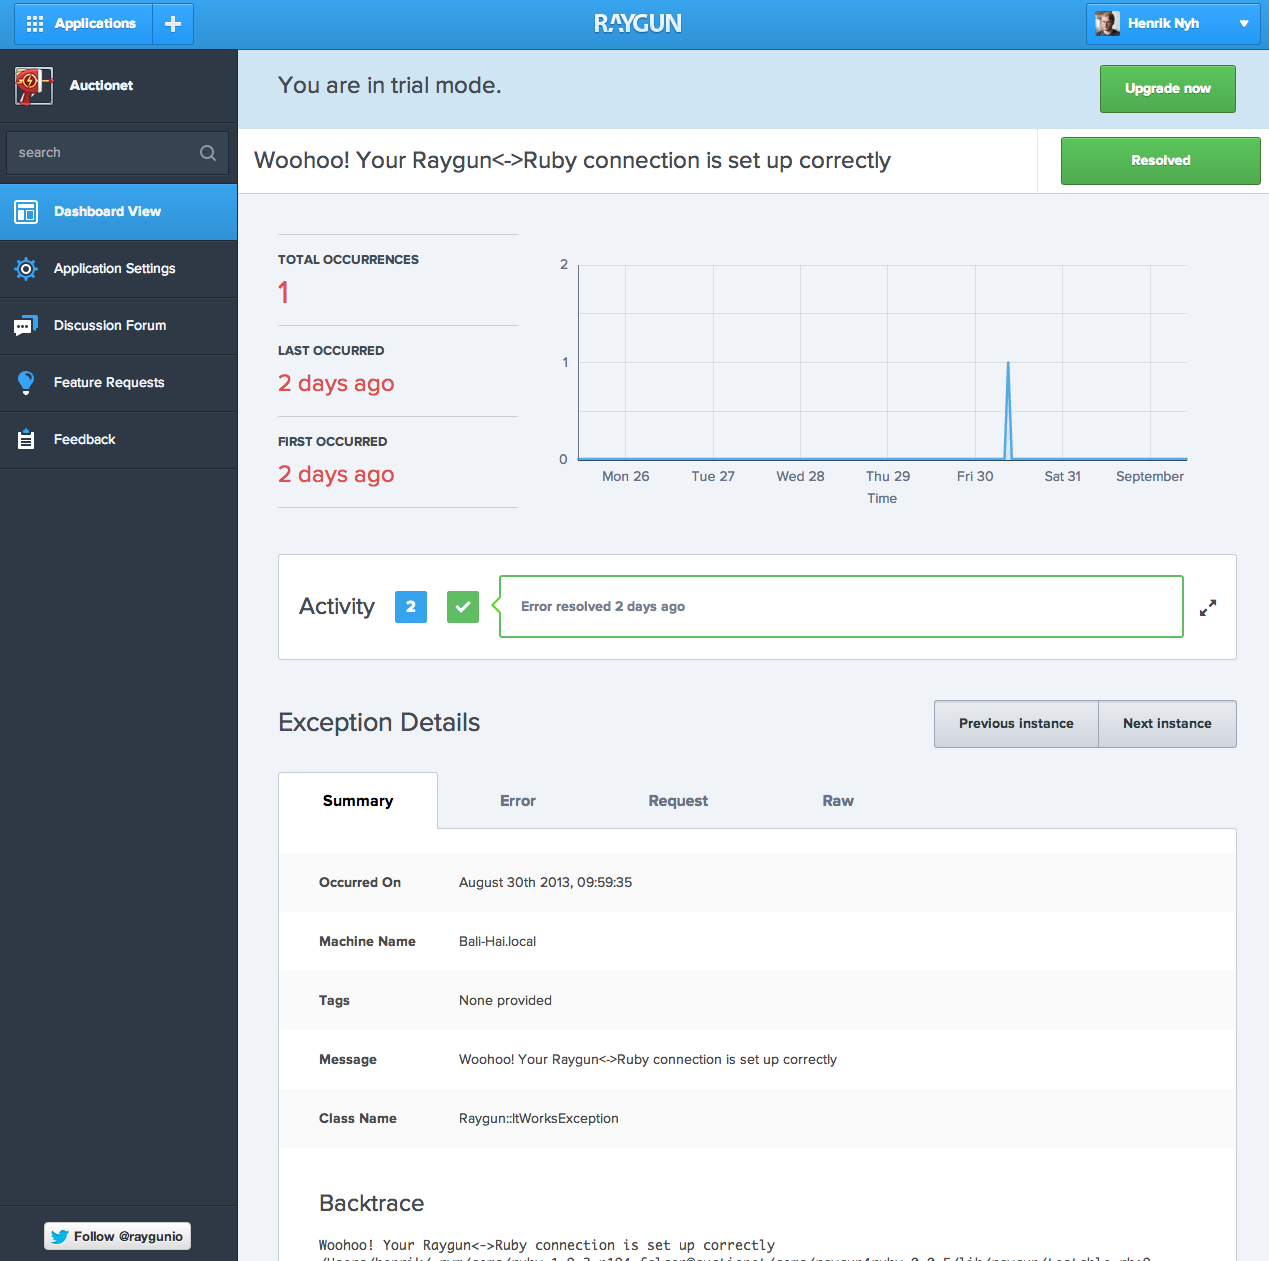 Applications
RAYGUN
Henrik Nyh
Auctionet
search
Dashboard View
Application Settings
Discussion Forum
Feature Requests
Feedback
Follow @raygunio
You are in trial mode.
Upgrade now
Woohoo! Your Raygun<->Ruby connection is set up correctly
Resolved
TOTAL OCCURRENCES
1
LAST OCCURRED
2 days ago
FIRST OCCURRED
2 days ago
2
1
0
Mon 26 Tue 27 Wed 28 Thu 29 Fri 30 Sat 31 September
Time
Activity 2 Error resolved 2 days ago
Exception Details
Previous instance Next instance
Summary Error Request Raw
Occurred On August 30th 2013, 09:59:35
Machine Name Bali-Hai.local
Tags None provided
Message Woohoo! Your Raygun<->Ruby connection is set up correctly
Class Name Raygun::ItWorksException
Backtrace
Woohoo! Your Raygun<->Ruby connection is set up correctly